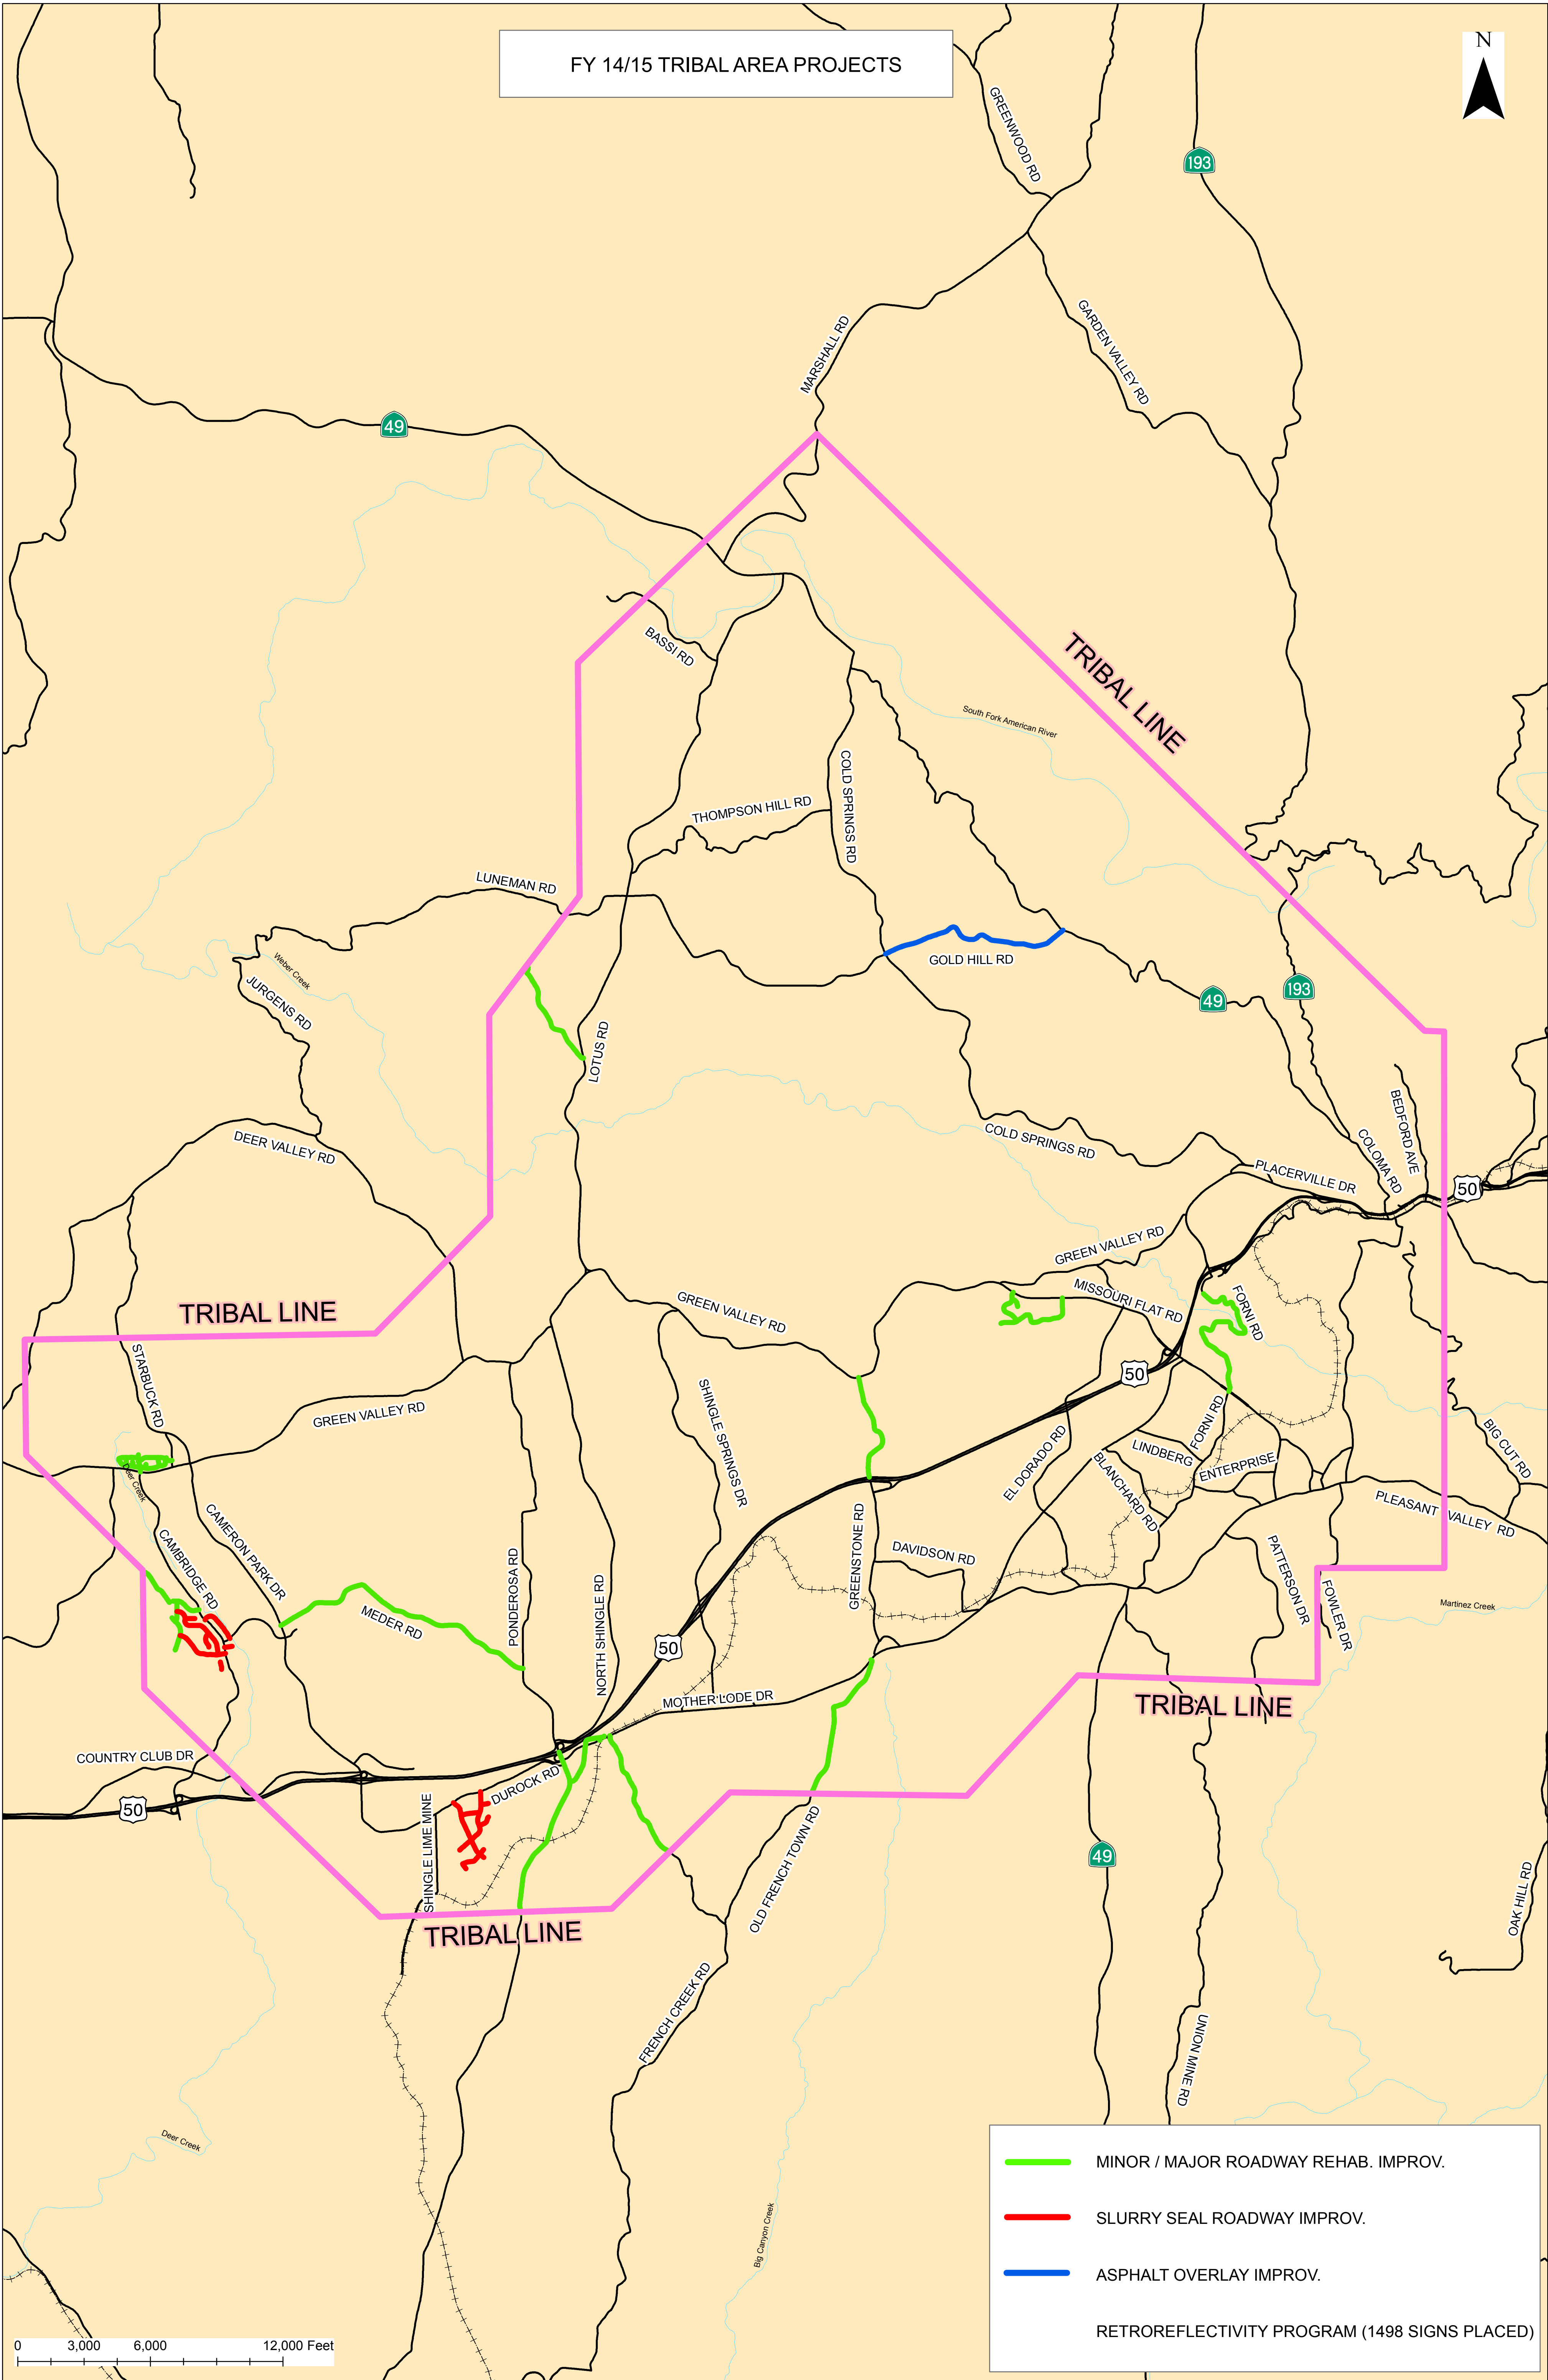 FY 14/15 TRIBAL AREA PROJECTS
N
GREENWOOD RD
193
MARSHALL RD
GARDEN VALLEY RD
49
BASSI RD
TRIBAL LINE
South Fork American River
COLD SPRINGS RD
THOMPSON HILL RD
LUNEMAN RD
GOLD HILL RD
Weber Creek
JURGENS RD
49
193
LOTUS RD
BEDFORD AVE
COLD SPRINGS RD
DEER VALLEY RD
COLOMA RD
PLACERVILLE DR
50
GREEN VALLEY RD
MISSOURI FLAT RD
FORNI RD
TRIBAL LINE
GREEN VALLEY RD
STARBUCK RD
50
SHINGLE SPRINGS DR
GREEN VALLEY RD
FORNI RD
BIG CUT RD
EL DORADO RD
LINDBERG
BLANCHARD RD
ENTERPRISE
Deer Creek
PLEASANT VALLEY RD
CAMERON PARK DR
CAMBRIDGE RD
GREENSTONE RD
DAVIDSON RD
PATTERSON DR
PONDEROSA RD
NORTH SHINGLE RD
MEDER RD
FOWLER DR
Martinez Creek
50
MOTHER LODE DR
TRIBAL LINE
COUNTRY CLUB DR
50
DUROCK RD
SHINGLE LIME MINE
OLD FRENCH TOWN RD
49
OAK HILL RD
TRIBAL LINE
FRENCH CREEK RD
UNION MINE RD
Deer Creek
Big Canyon Creek
MINOR / MAJOR ROADWAY REHAB. IMPROV.
SLURRY SEAL ROADWAY IMPROV.
ASPHALT OVERLAY IMPROV.
RETROREFLECTIVITY PROGRAM (1498 SIGNS PLACED)
0 3,000 6,000 12,000 Feet